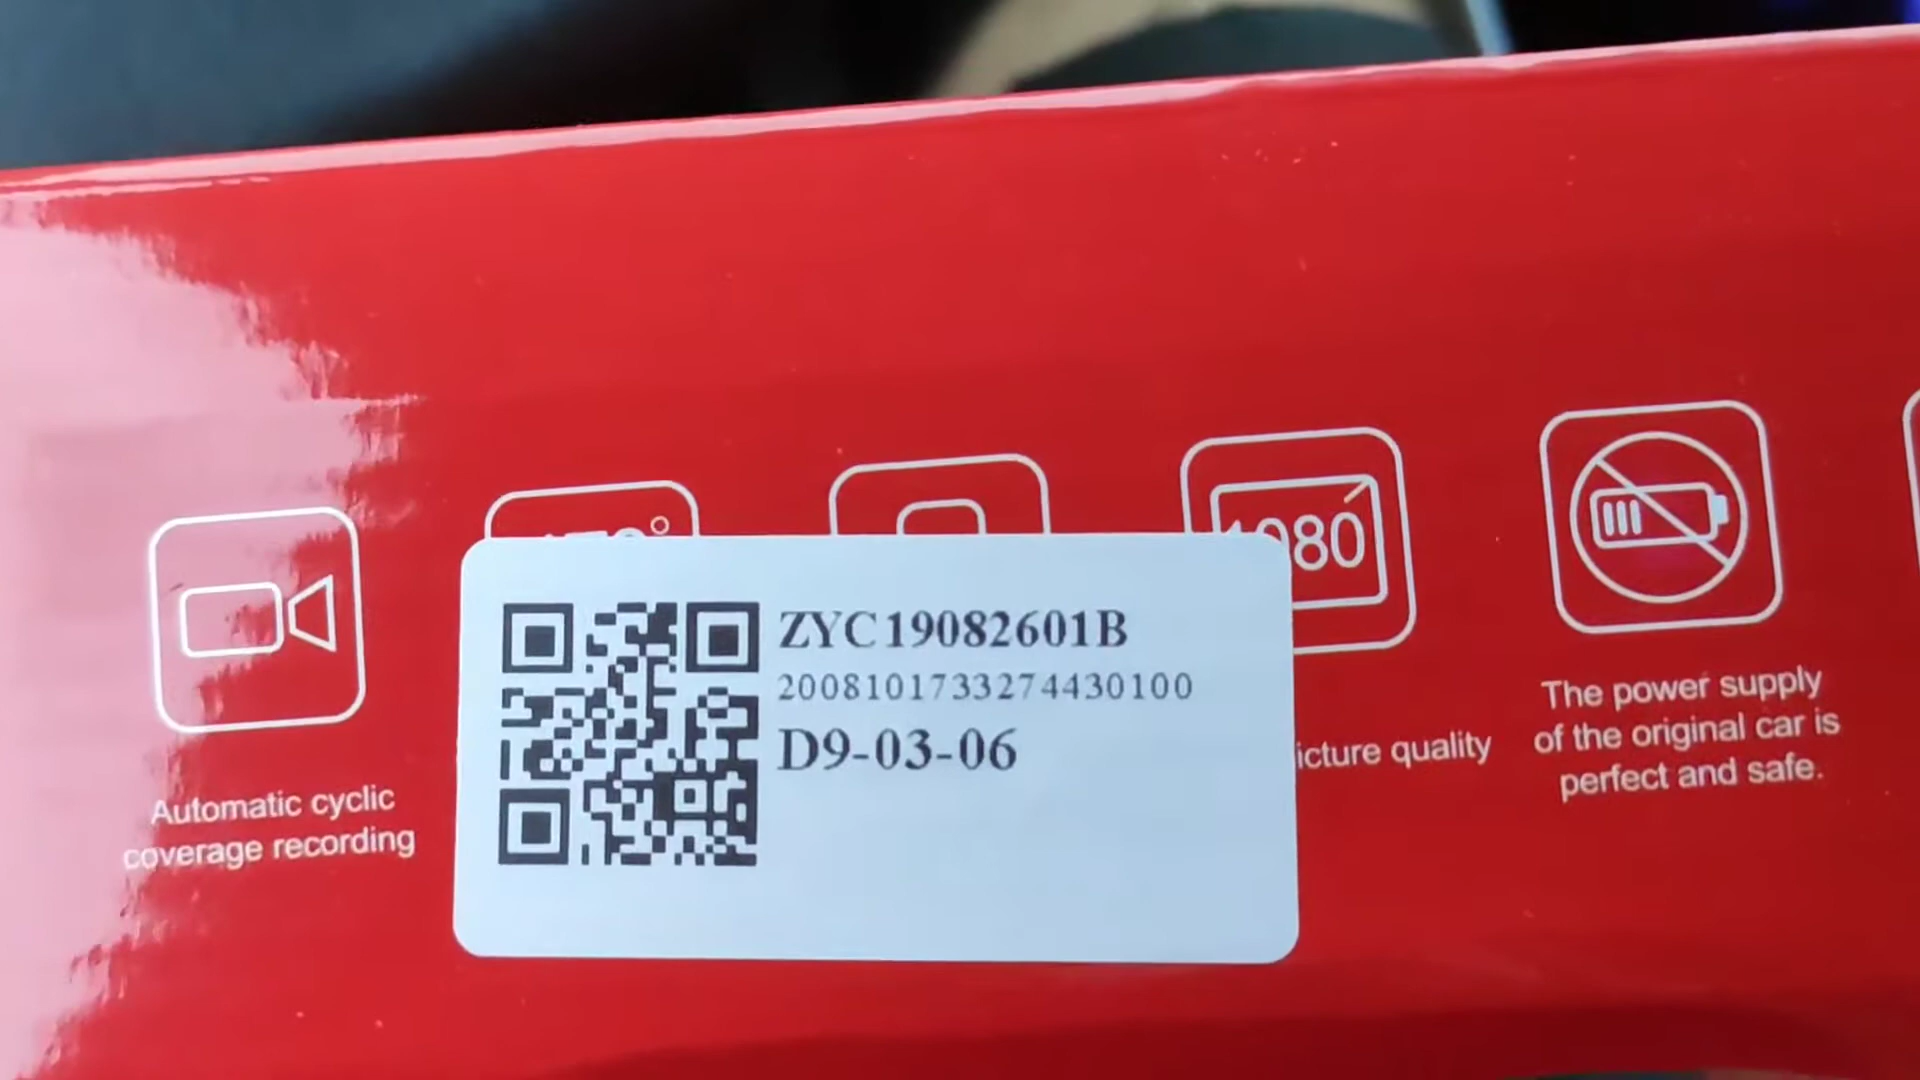 1080
ZYC19082601B
2008101733274430100
D9-03-06
Automatic cyclic
coverage recording
icture quality
The power supply
of the original car is
perfect and safe.